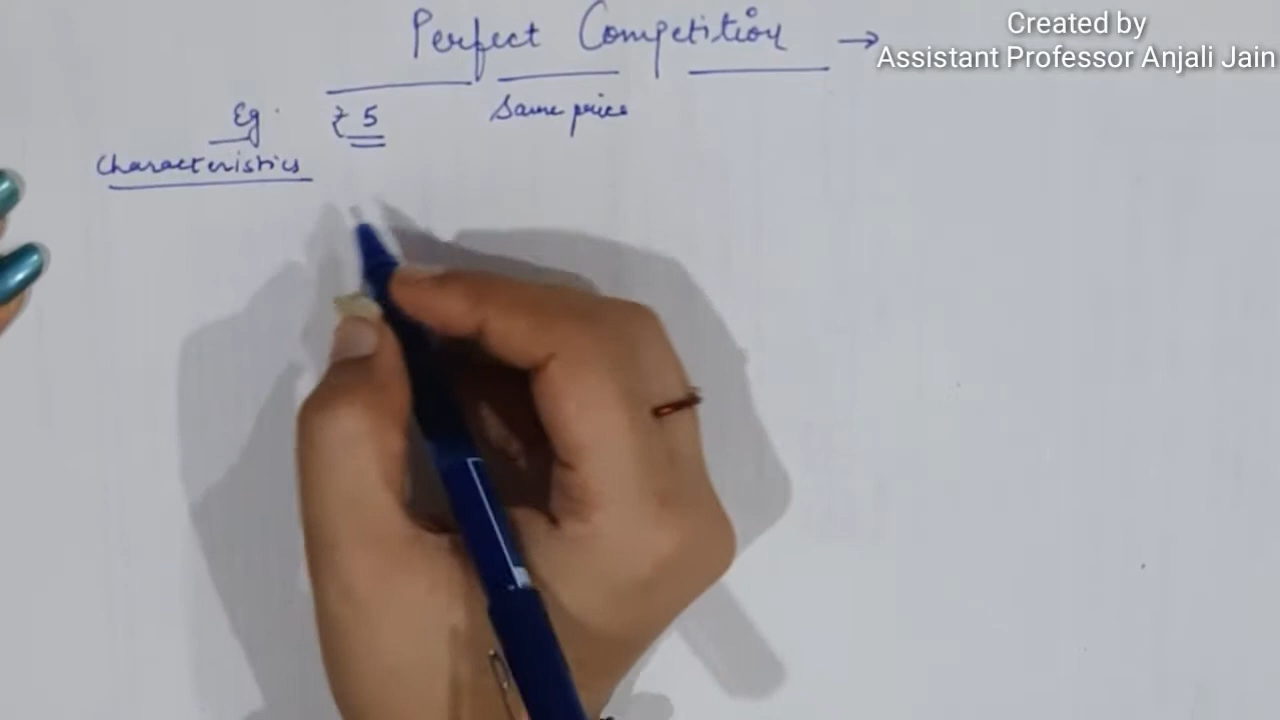 Perfect Competition →
Created by
Assistant Professor Anjali Jain
Eg. ₹ 5 Same price
Characteristics